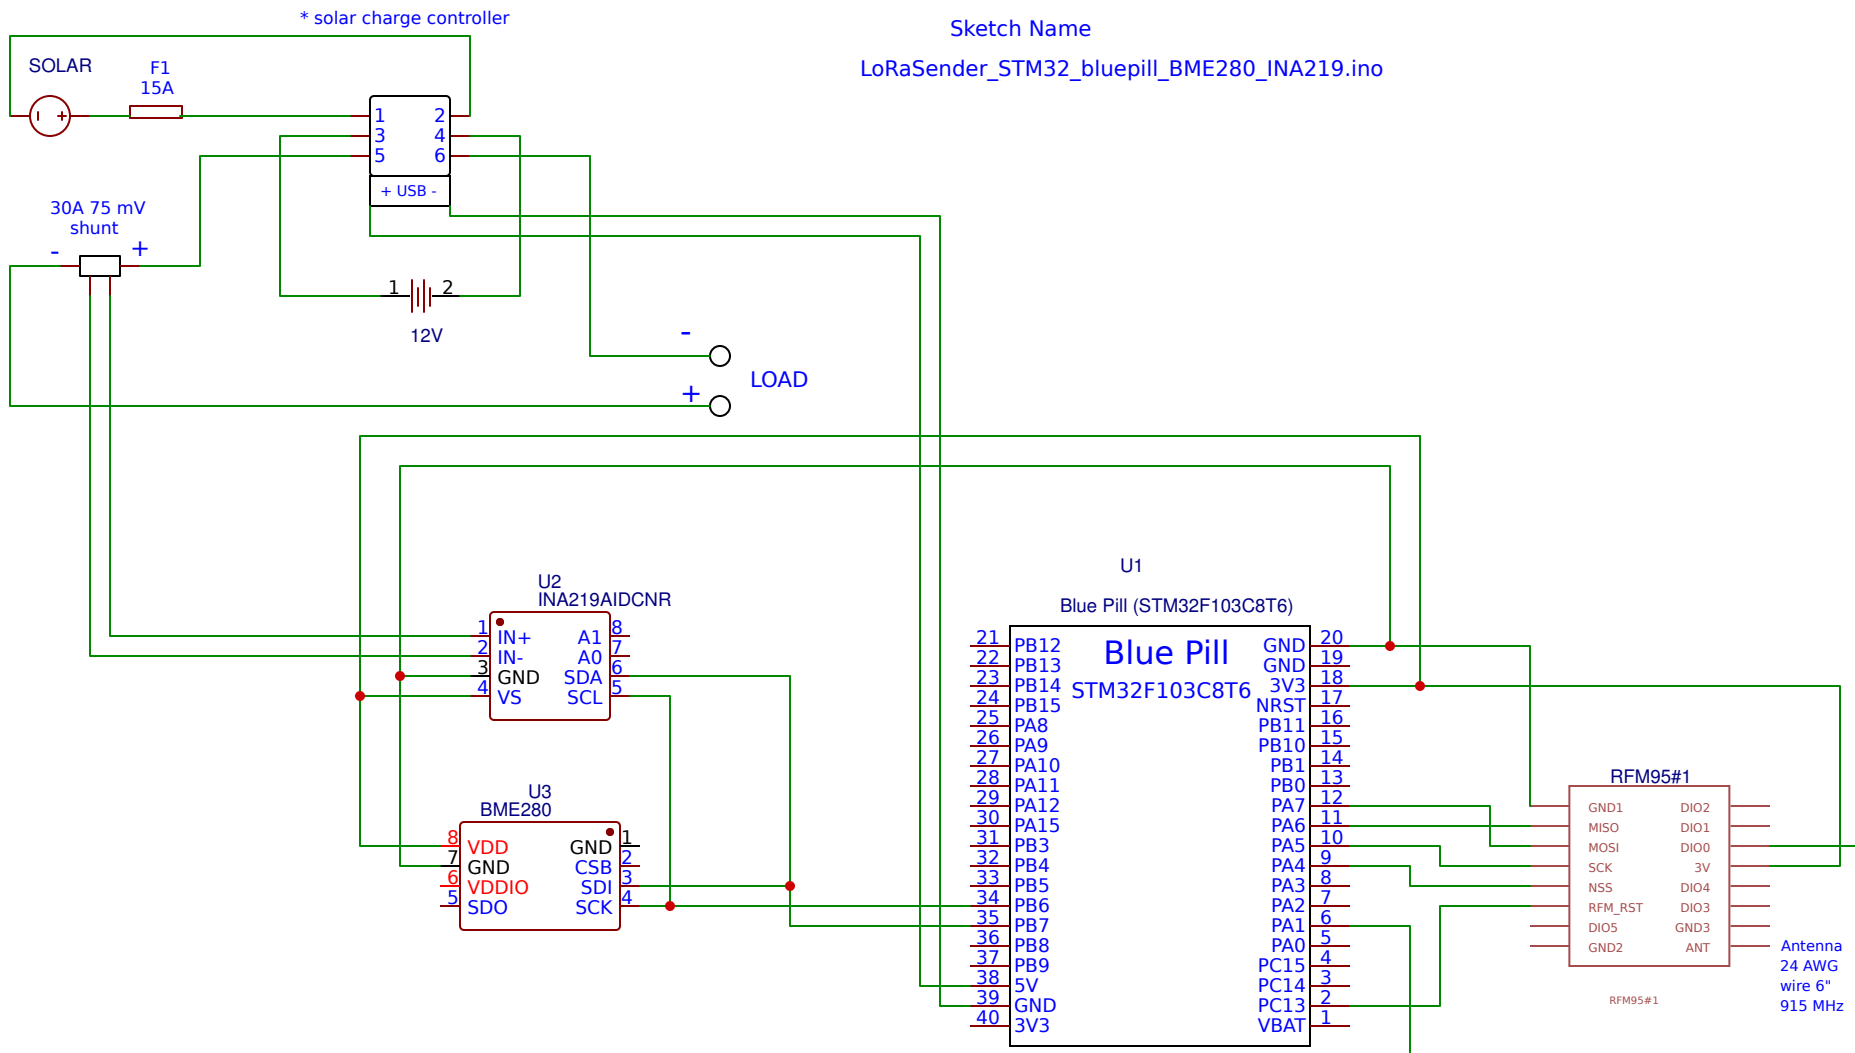 * solar charge controller
Sketch Name
LoRaSender_STM32_bluepill_BME280_INA219.ino
SOLAR
F1
15A
- +
1 2
3 4
5 6
+ USB -
30A 75 mV
shunt
- +
1 2
12V
-
LOAD
+
U2
INA219AIDCNR
1 IN+ A1 8
2 IN- A0 7
3 GND SDA 6
4 VS SCL 5
U3
BME280
8 VDD GND 1
7 GND CSB 2
6 VDDIO SDI 3
5 SDO SCK 4
U1
Blue Pill (STM32F103C8T6)
Blue Pill
STM32F103C8T6
21 PB12 GND 20
22 PB13 GND 19
23 PB14 3V3 18
24 PB15 NRST 17
25 PA8 PB11 16
26 PA9 PB10 15
27 PA10 PB1 14
28 PA11 PB0 13
29 PA12 PA7 12
30 PA15 PA6 11
31 PB3 PA5 10
32 PB4 PA4 9
33 PB5 PA3 8
34 PB6 PA2 7
35 PB7 PA1 6
36 PB8 PA0 5
37 PB9 PC15 4
38 5V PC14 3
39 GND PC13 2
40 3V3 VBAT 1
RFM95#1
GND1 DIO2
MISO DIO1
MOSI DIO0
SCK 3V
NSS DIO4
RFM_RST DIO3
DIO5 GND3
GND2 ANT
RFM95#1
Antenna
24 AWG
wire 6"
915 MHz